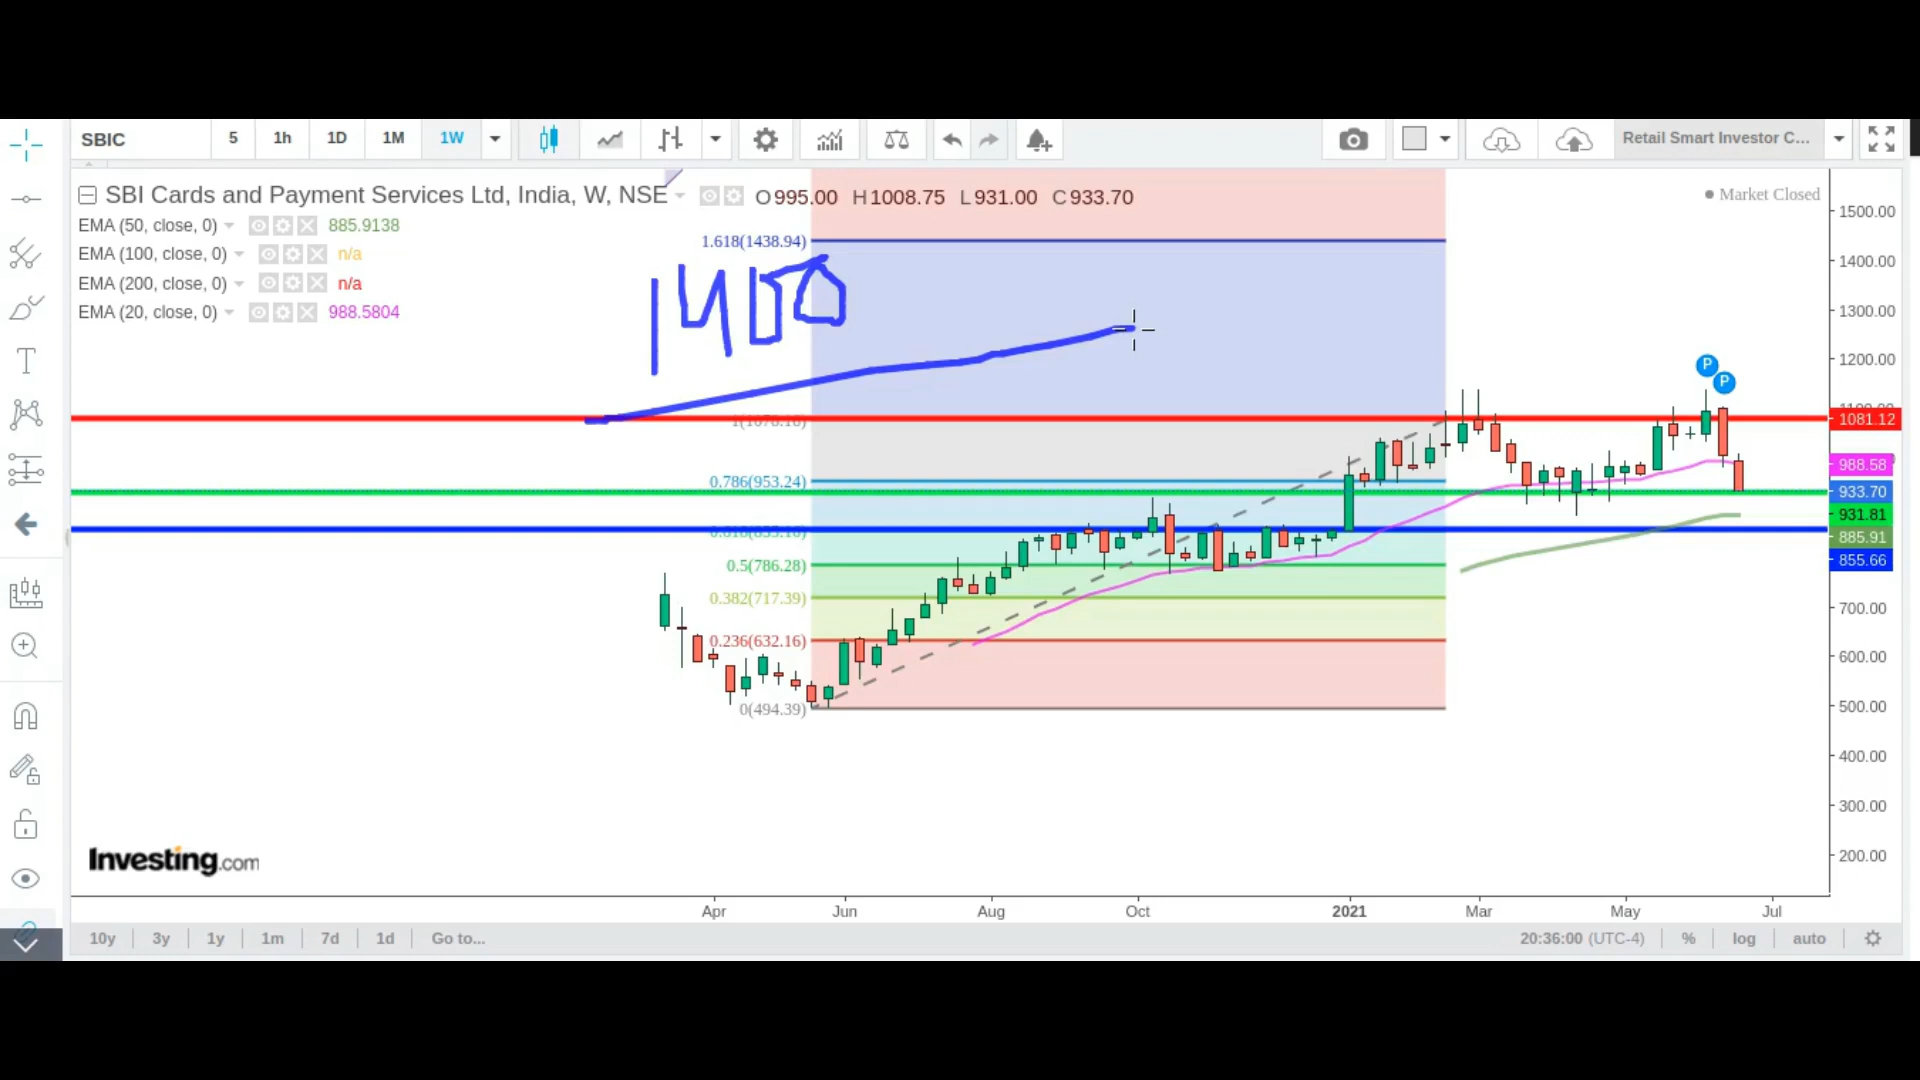 SBIC 5 1h 1D 1M 1W Retail Smart Investor C...
SBI Cards and Payment Services Ltd, India, W, NSE O995.00 H1008.75 L931.00 C933.70
Market Closed
EMA (50, close, 0) 885.9138
EMA (100, close, 0) n/a
EMA (200, close, 0) n/a
EMA (20, close, 0) 988.5804
1.618(1438.94)
1400
1(1078.18)
0.786(953.24)
0.5(786.28)
0.382(717.39)
0.236(632.16)
0(494.39)
P
P
1500.00
1400.00
1300.00
1200.00
1081.12
988.58
933.70
931.81
885.91
855.66
700.00
600.00
500.00
400.00
300.00
200.00
Investing.com
Apr Jun Aug Oct 2021 Mar May Jul
10y 3y 1y 1m 7d 1d Go to... 20:36:00 (UTC-4) % log auto